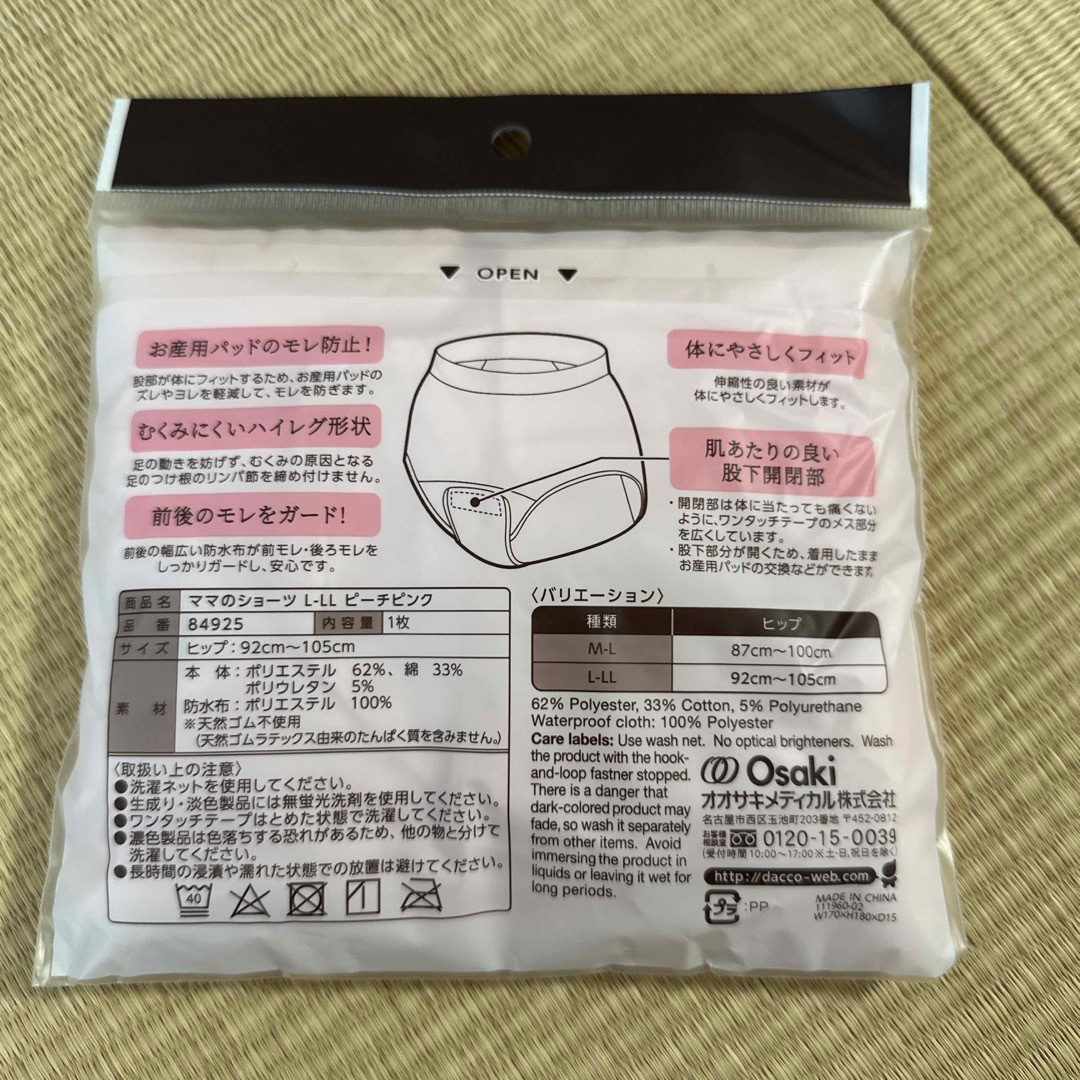 ▼ OPEN ▼
お産用パッドのモレ防止!
股部が体にフィットするため、お産用パッドの
ズレやヨレを軽減して、モレを防ぎます。
むくみにくいハイレグ形状
足の動きを妨げず、むくみの原因となる
足のつけ根のリンパ節を締め付けません。
前後のモレをガード!
前後の幅広い防水布が前モレ・後ろモレを
しっかりガードし、安心です。
体にやさしくフィット
伸縮性の良い素材が
体にやさしくフィットします。
肌あたりの良い
股下開閉部
・開閉部は体に当たっても痛くない
ように、ワンタッチテープのメス部分
を広くしています。
・股下部分が開くため、着用したまま
お産用パッドの交換などができます。
商品名 ママのショーツ L-LL ピーチピンク
品番 84925 内容量 1枚
サイズ ヒップ:92cm〜105cm
素材 本体:ポリエステル 62%、綿 33%
ポリウレタン 5%
防水布:ポリエステル 100%
※天然ゴム不使用
(天然ゴムラテックス由来のたんぱく質を含みません。)
〈取扱い上の注意〉
●洗濯ネットを使用してください。
●生成り・淡色製品には無蛍光洗剤を使用してください。
●ワンタッチテープはとめた状態で洗濯してください。
●濃色製品は色落ちする恐れがあるため、他の物と分けて
洗濯してください。
●長時間の浸漬や濡れた状態での放置は避けてください。
40
〈バリエーション〉
種類 ヒップ
M-L 87cm〜100cm
L-LL 92cm〜105cm
62% Polyester, 33% Cotton, 5% Polyurethane
Waterproof cloth: 100% Polyester
Care labels: Use wash net. No optical brighteners. Wash
the product with the hook-
and-loop fastner stopped.
There is a danger that
dark-colored product may
fade, so wash it separately
from other items. Avoid
immersing the product in
liquids or leaving it wet for
long periods.
Osaki
オオサキメディカル株式会社
名古屋市西区玉池町203番地 〒452-0812
お客様
相談室 0120-15-0039
(受付時間 10:00〜17:00 ※土・日、祝日を除く)
http://dacco-web.com
プラ :PP
MADE IN CHINA
111960-02
W170×H180×D15